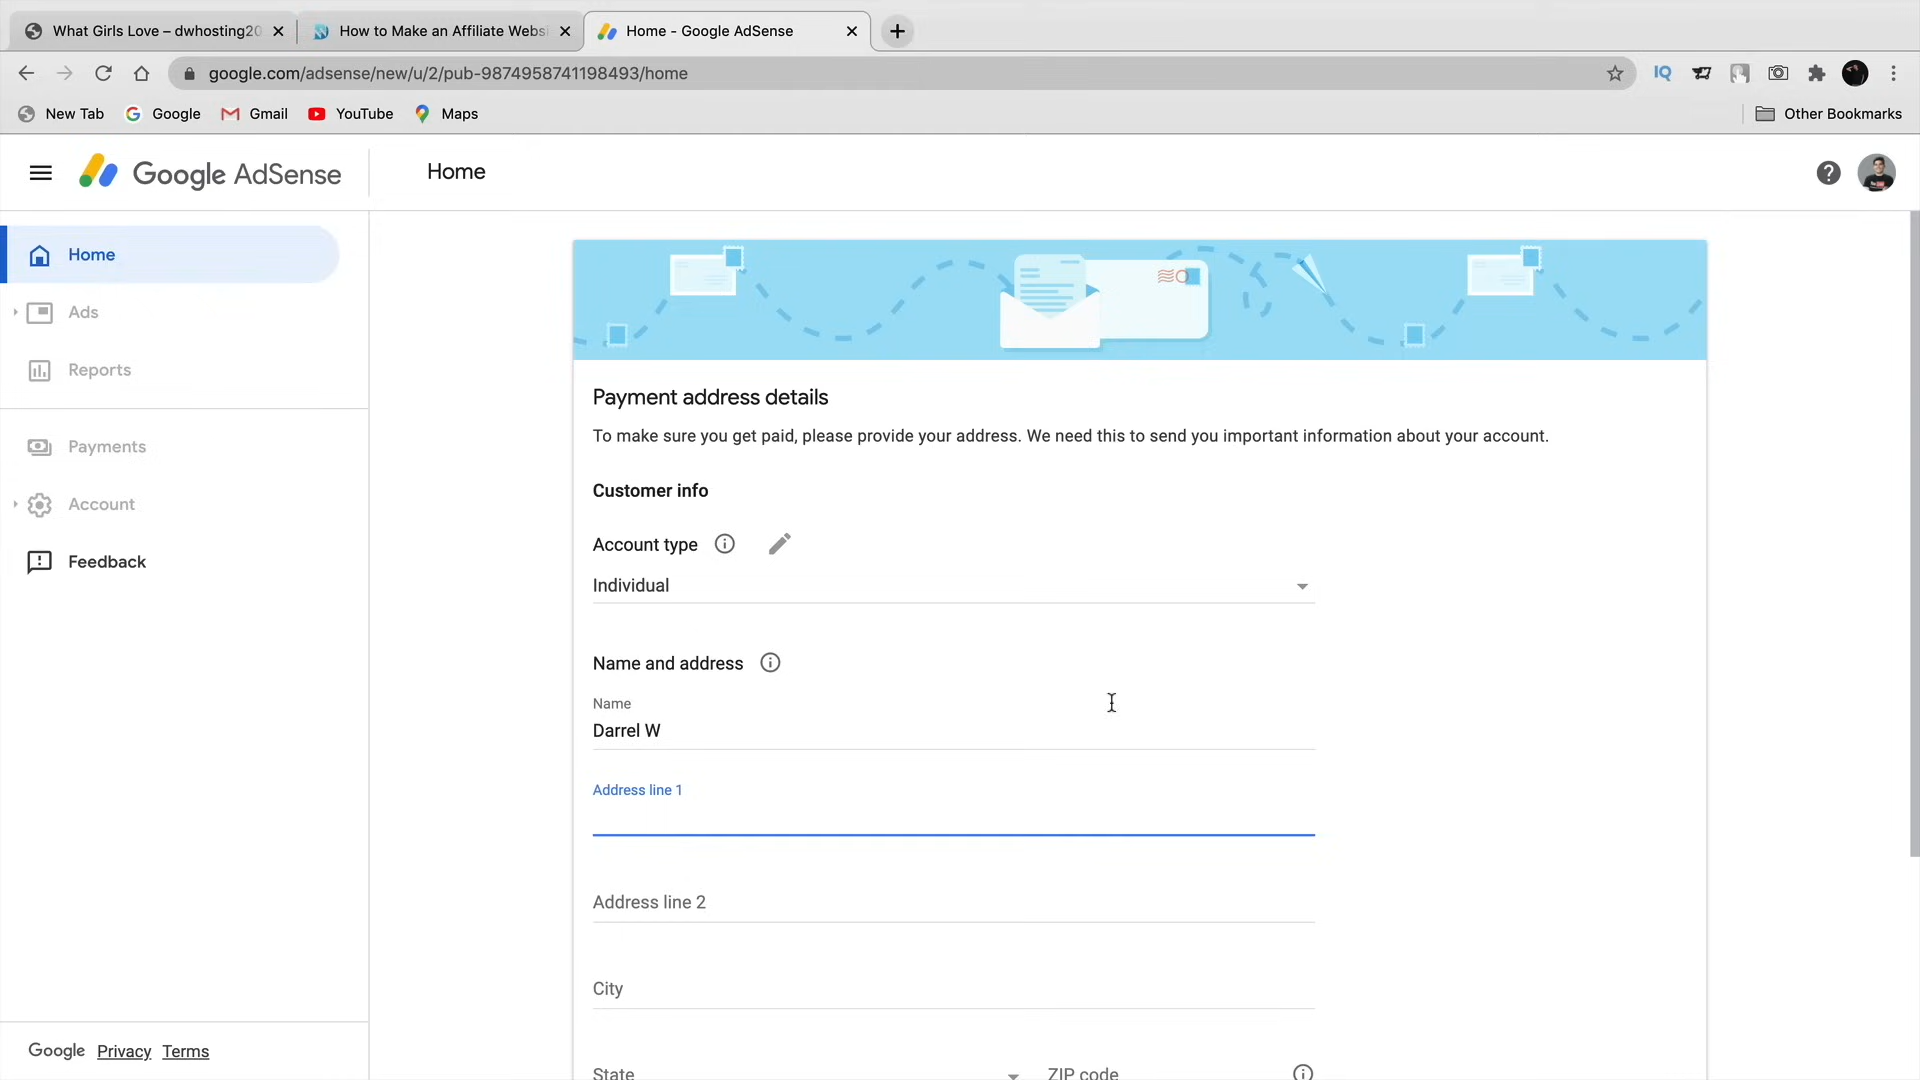 What Girls Love – dwhosting20
How to Make an Affiliate Websi
Home - Google AdSense
google.com/adsense/new/u/2/pub-9874958741198493/home
IQ
New Tab
Google
Gmail
YouTube
Maps
Other Bookmarks
Google AdSense
Home
Home
Ads
Reports
Payments
Account
Feedback
Payment address details
To make sure you get paid, please provide your address. We need this to send you important information about your account.
Customer info
Account type
Individual
Name and address
Name
Darrel W
Address line 1
Address line 2
City
State
ZIP code
Google Privacy Terms